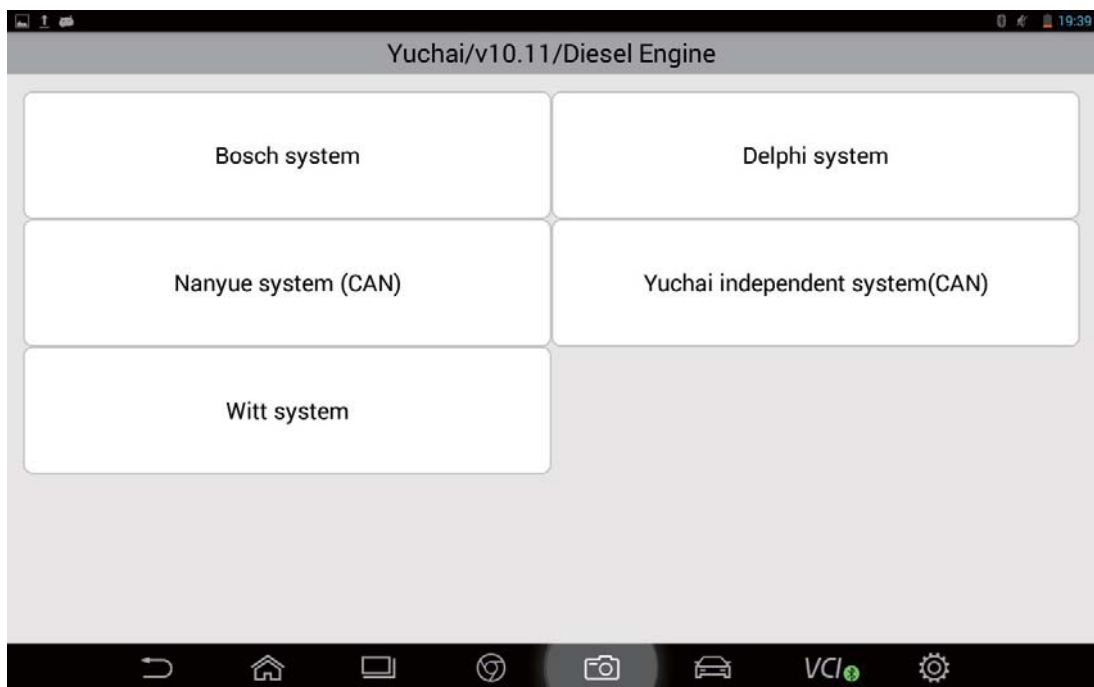 19:39
Yuchai/v10.11/Diesel Engine
Bosch system
Delphi system
Nanyue system (CAN)
Yuchai independent system(CAN)
Witt system
VCI